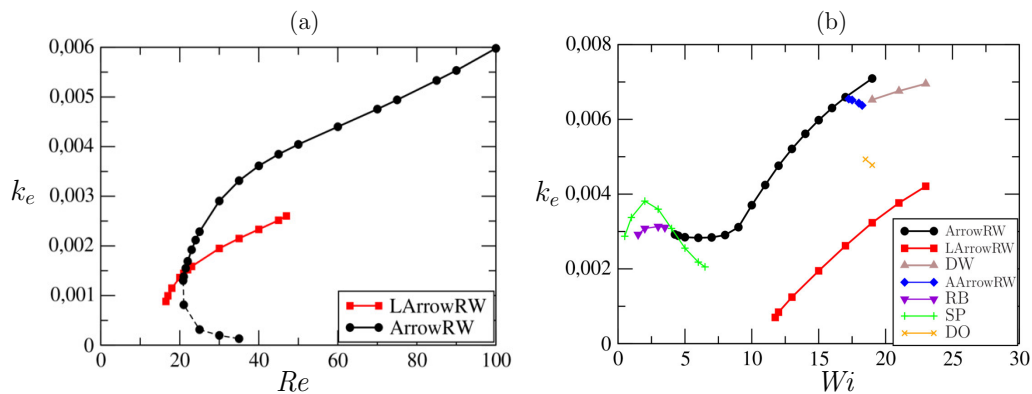 (a)
0,006
0,005
0,004
0,003
0,002
0,001
0
k_e
0
20
40
60
80
100
Re
LArrowRW
ArrowRW
(b)
0,008
0,006
0,004
0,002
0
k_e
0
5
10
15
20
25
30
Wi
ArrowRW
LArrowRW
DW
AArrowRW
RB
SP
DO